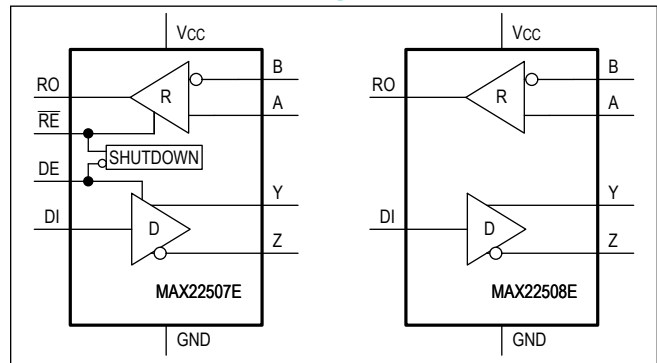 VCC
RO
B
R
A
RE
SHUTDOWN
DE
Y
DI
D
Z
MAX22507E
GND
VCC
RO
B
R
A
DI
Y
D
Z
MAX22508E
GND